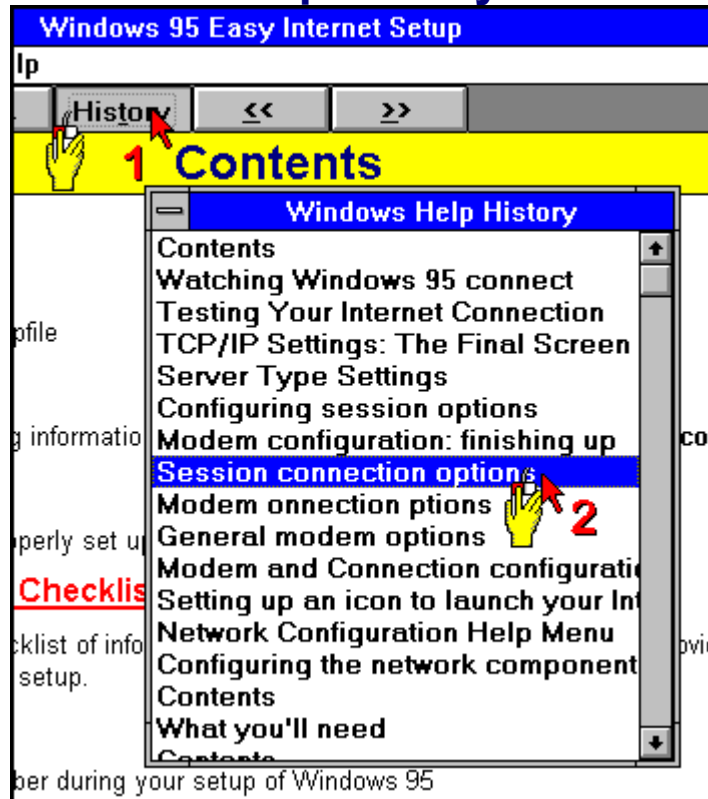 Windows 95 Easy Internet Setup
lp
History << >>
1 Contents
Windows Help History
Contents
Watching Windows 95 connect
Testing Your Internet Connection
pfile
TCP/IP Settings: The Final Screen
Server Type Settings
Configuring session options
g informatio
Modem configuration: finishing up
co
Session connection options
Modem onnection ptions
2
operly set up
General modem options
Modem and Connection configurati
Checklis
Setting up an icon to launch your Int
cklist of info
Network Configuration Help Menu
ovi
setup.
Configuring the network component
Contents
What you'll need
Contents
ber during your setup of Windows 95